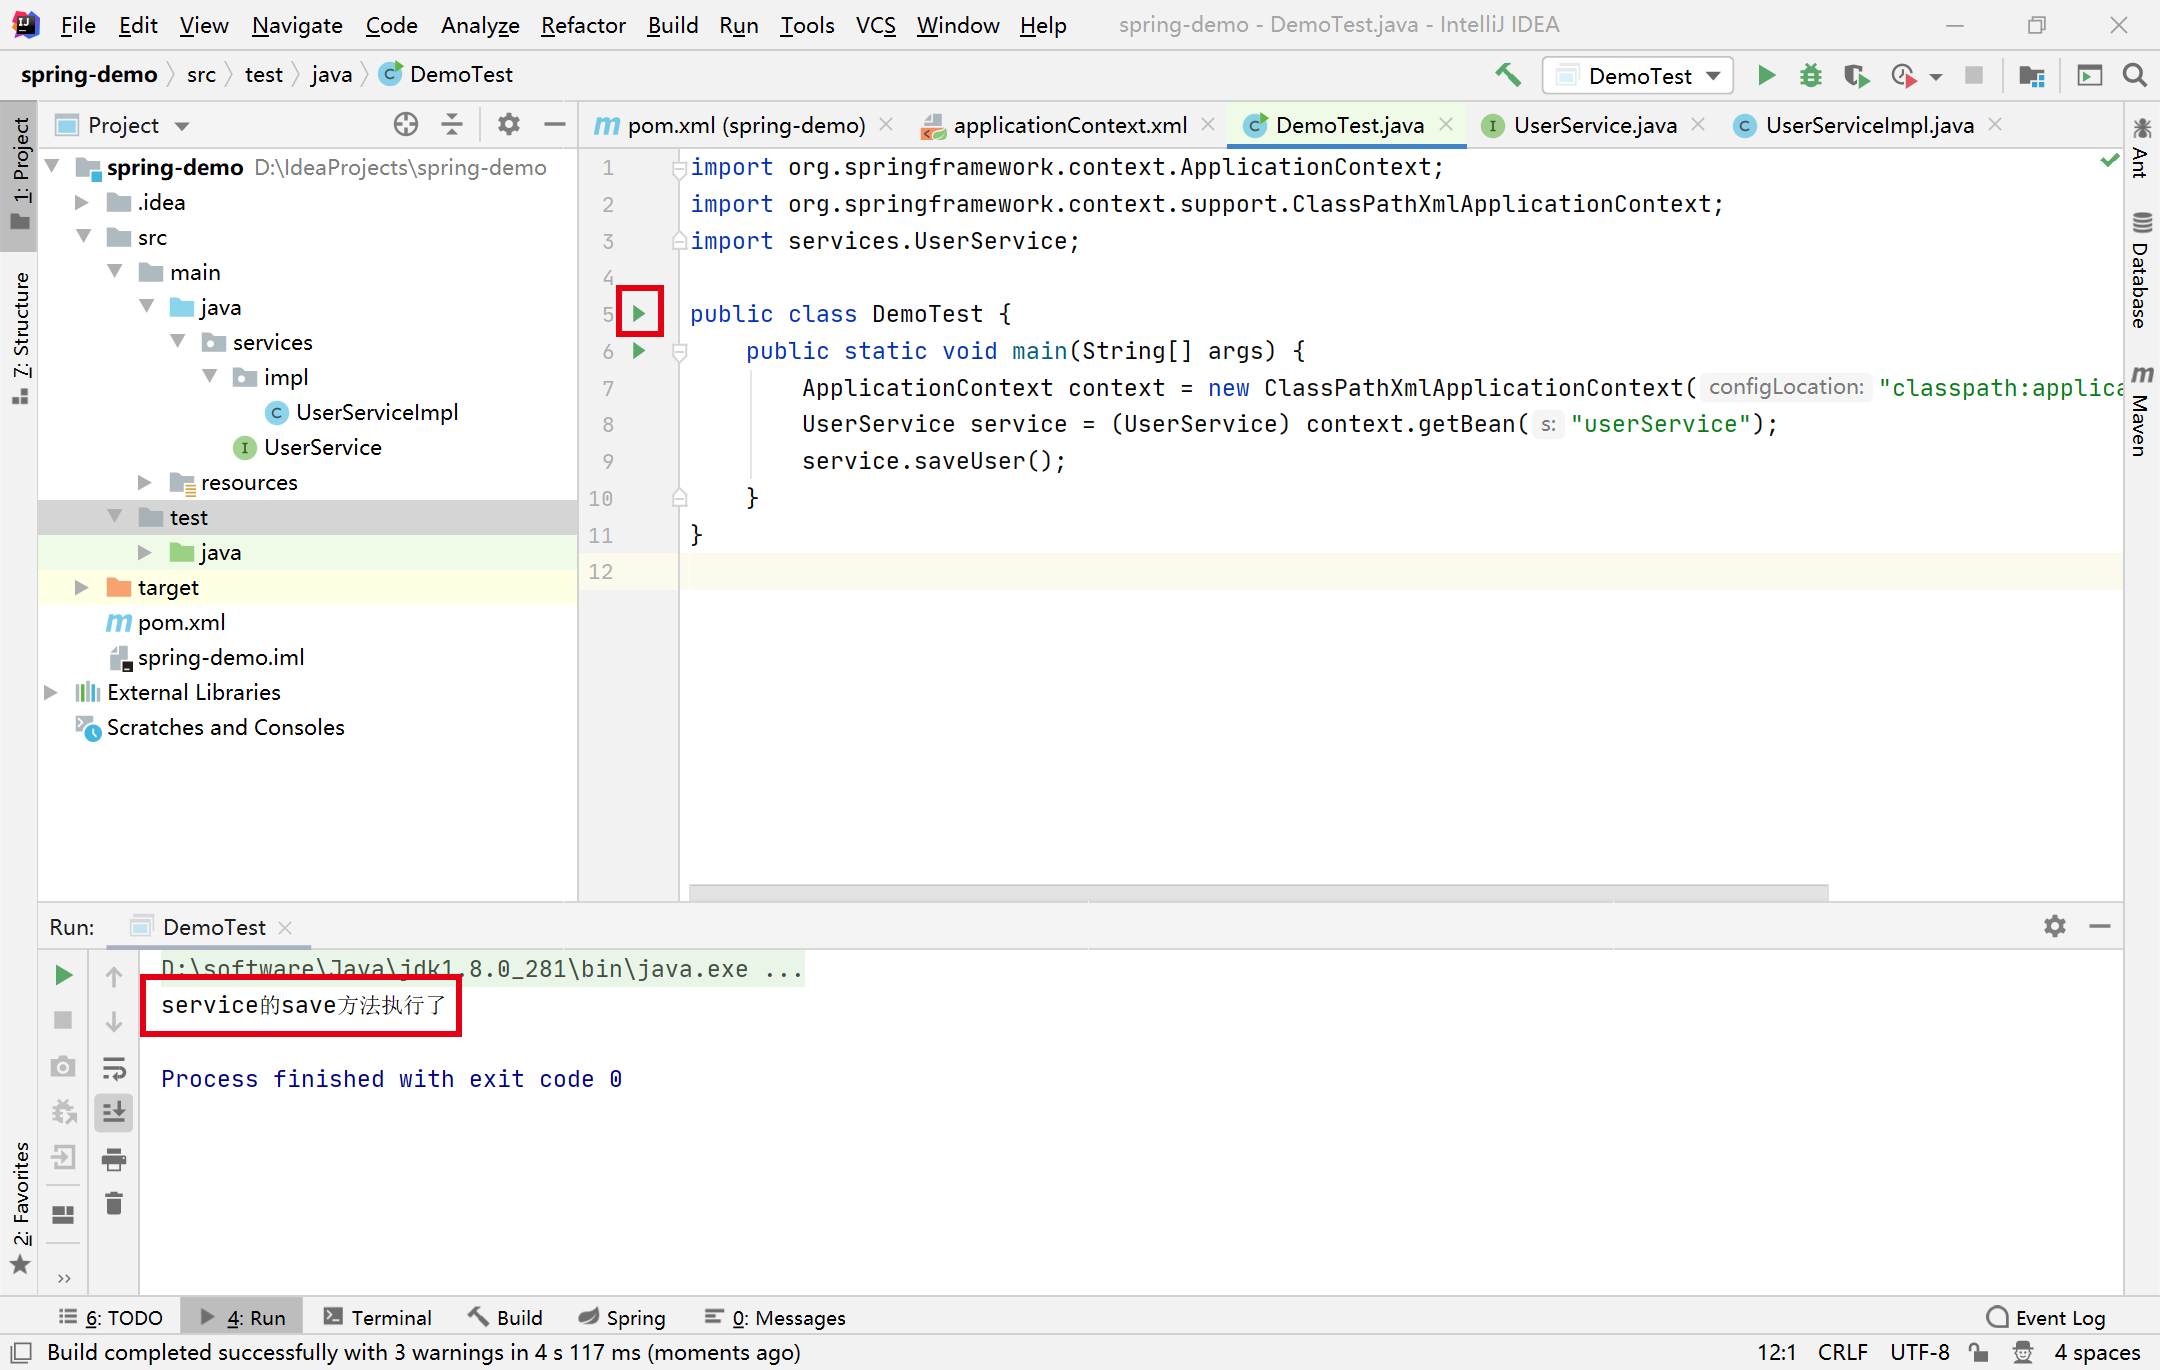 File Edit View Navigate Code Analyze Refactor Build Run Tools VCS Window Help spring-demo - DemoTest.java - IntelliJ IDEA
spring-demo src test java DemoTest DemoTest
Project
pom.xml (spring-demo) applicationContext.xml DemoTest.java UserService.java UserServiceImpl.java
spring-demo D:\IdeaProjects\spring-demo
.idea
src
main
java
services
impl
UserServiceImpl
UserService
resources
test
java
target
pom.xml
spring-demo.iml
External Libraries
Scratches and Consoles
1 import org.springframework.context.ApplicationContext;
2 import org.springframework.context.support.ClassPathXmlApplicationContext;
3 import services.UserService;
4
5 public class DemoTest {
6 public static void main(String[] args) {
7 ApplicationContext context = new ClassPathXmlApplicationContext( configLocation: "classpath:applica
8 UserService service = (UserService) context.getBean( s: "userService");
9 service.saveUser();
10 }
11 }
12
1: Project
7: Structure
2: Favorites
Ant
Database
Maven
Run: DemoTest
D:\software\Java\jdk1.8.0_281\bin\java.exe ...
service的save方法执行了
Process finished with exit code 0
6: TODO 4: Run Terminal Build Spring 0: Messages Event Log
Build completed successfully with 3 warnings in 4 s 117 ms (moments ago) 12:1 CRLF UTF-8 4 spaces